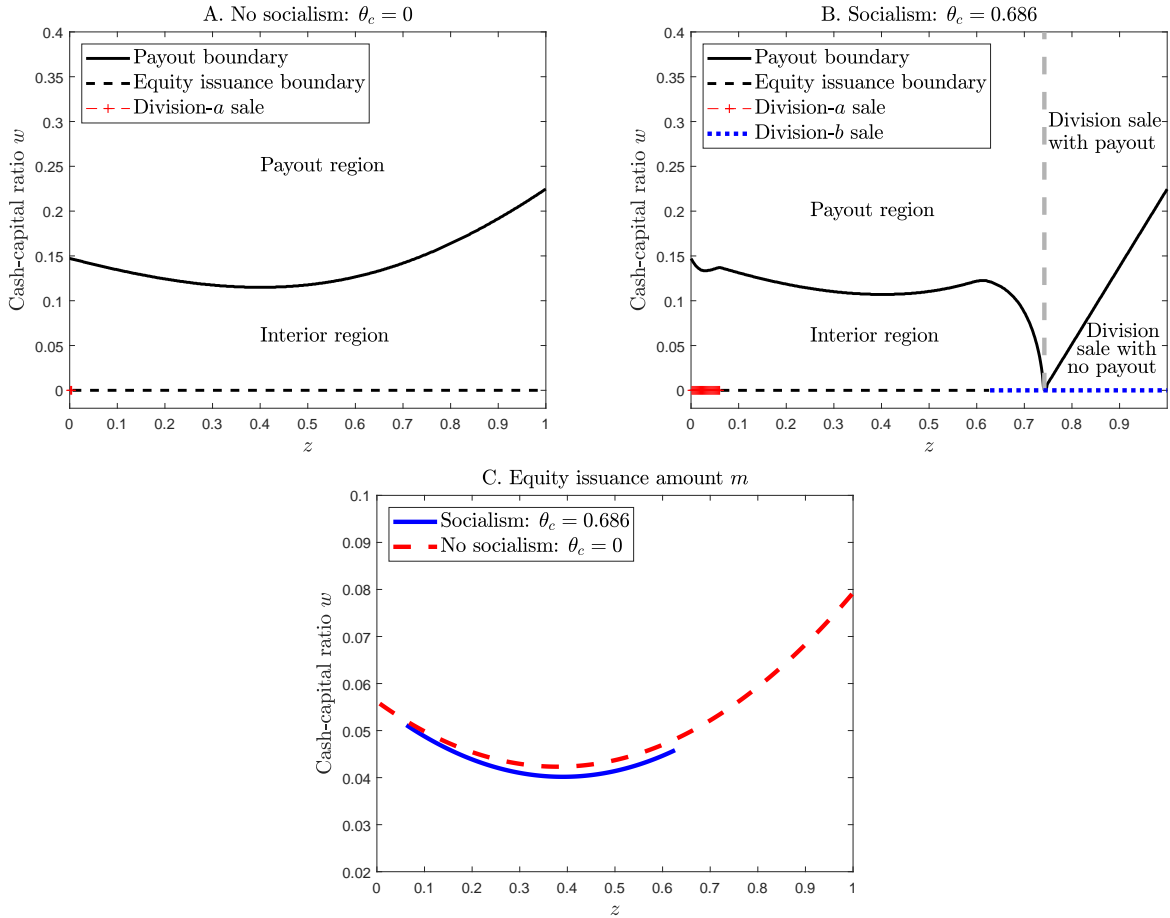 A. No socialism: θc = 0
0.4
0.35
0.3
0.25
0.2
0.15
0.1
0.05
0
Cash-capital ratio w
Payout boundary
Equity issuance boundary
Division-a sale
Payout region
Interior region
0 0.1 0.2 0.3 0.4 0.5 0.6 0.7 0.8 0.9 1
z
B. Socialism: θc = 0.686
0.4
0.35
0.3
0.25
0.2
0.15
0.1
0.05
0
Cash-capital ratio w
Payout boundary
Equity issuance boundary
Division-a sale
Division-b sale
Division sale
with payout
Payout region
Interior region
Division
sale with
no payout
0 0.1 0.2 0.3 0.4 0.5 0.6 0.7 0.8 0.9
z
C. Equity issuance amount m
0.1
0.09
0.08
0.07
0.06
0.05
0.04
0.03
0.02
Cash-capital ratio w
Socialism: θc = 0.686
No socialism: θc = 0
0 0.1 0.2 0.3 0.4 0.5 0.6 0.7 0.8 0.9 1
z